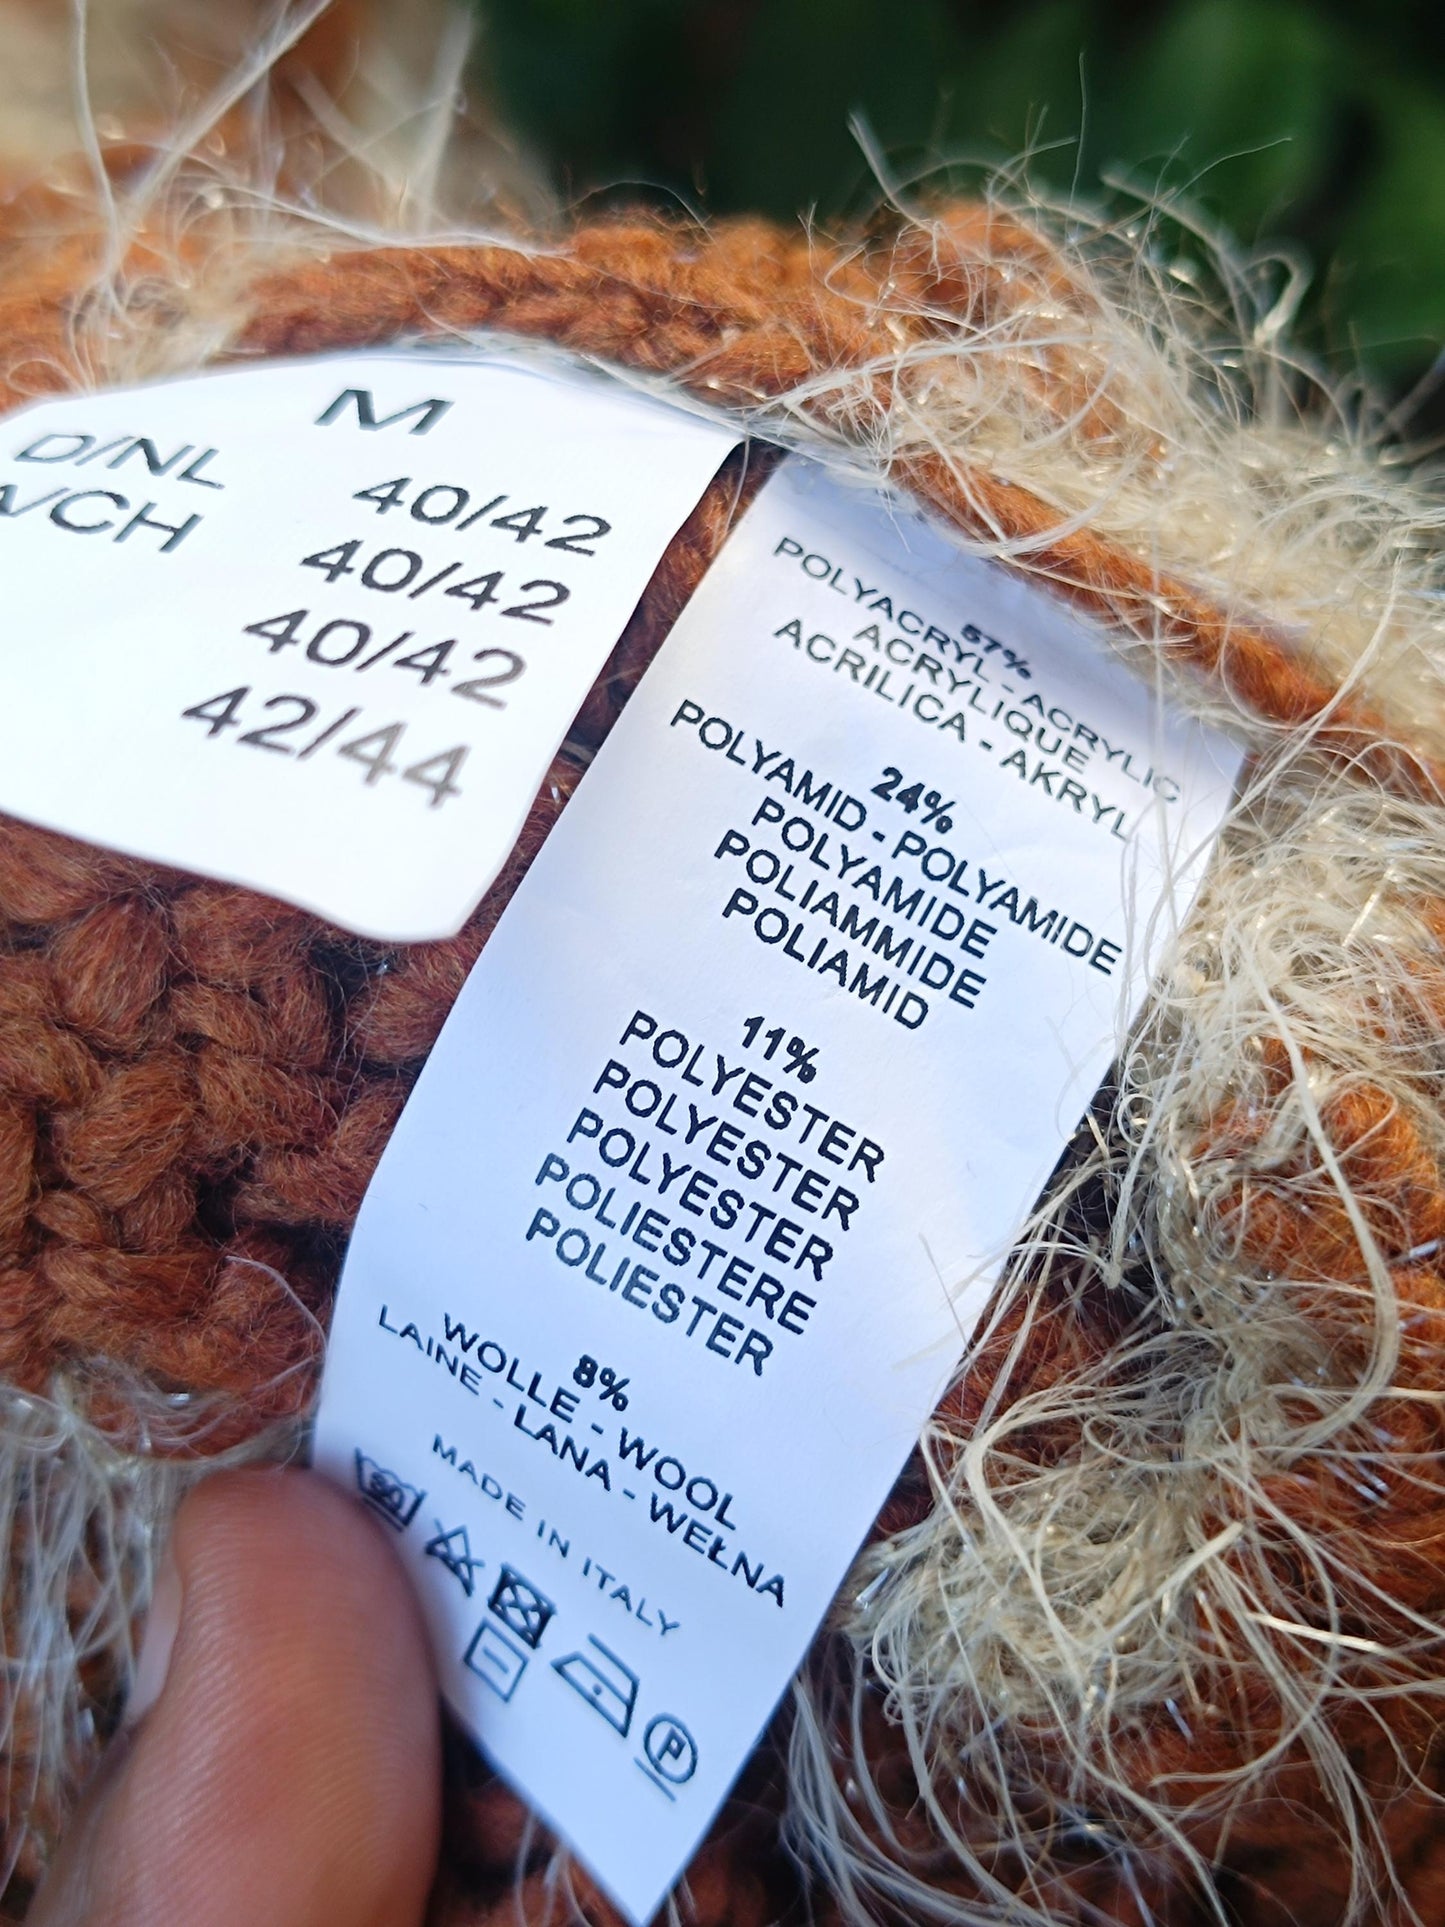 M
D/NL 40/42
/CH 40/42
40/42
42/44
57%
POLYACRYL - ACRYLIC
ACRYLIQUE
ACRILICA - AKRYL
24%
POLYAMID - POLYAMIDE
POLYAMIDE
POLIAMMIDE
POLIAMID
11%
POLYESTER
POLYESTER
POLYESTER
POLIESTERE
POLIESTER
8%
WOLLE - WOOL
LAINE - LANA - WEŁNA
MADE IN ITALY
30
P